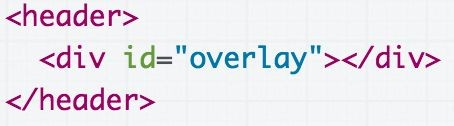 <header>
  <div id="overlay"></div>
</header>